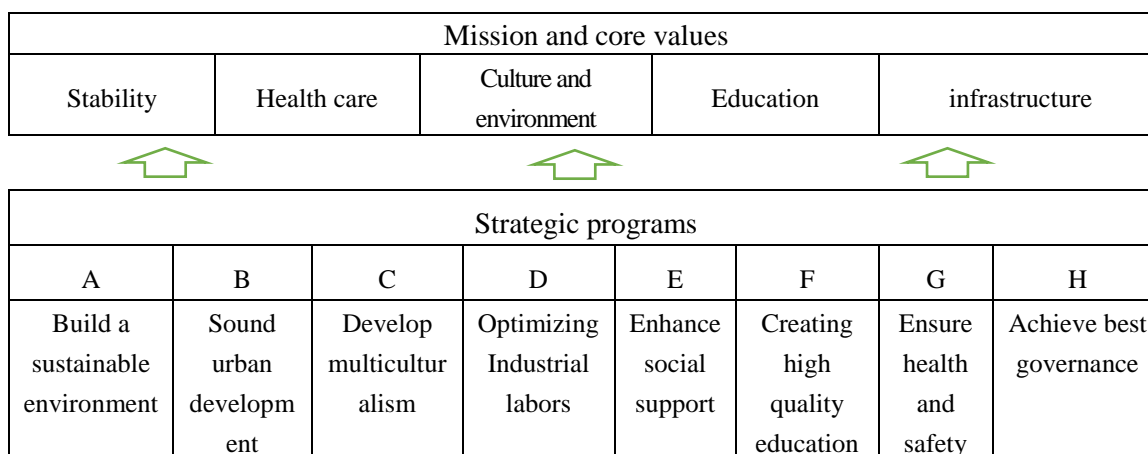 Mission and core values
Stability
Health care
Culture and
environment
Education
infrastructure
Strategic programs
A
B
C
D
E
F
G
H
Build a
sustainable
environment
Sound
urban
developm
ent
Develop
multicultur
alism
Optimizing
Industrial
labors
Enhance
social
support
Creating
high
quality
education
Ensure
health
and
safety
Achieve best
governance